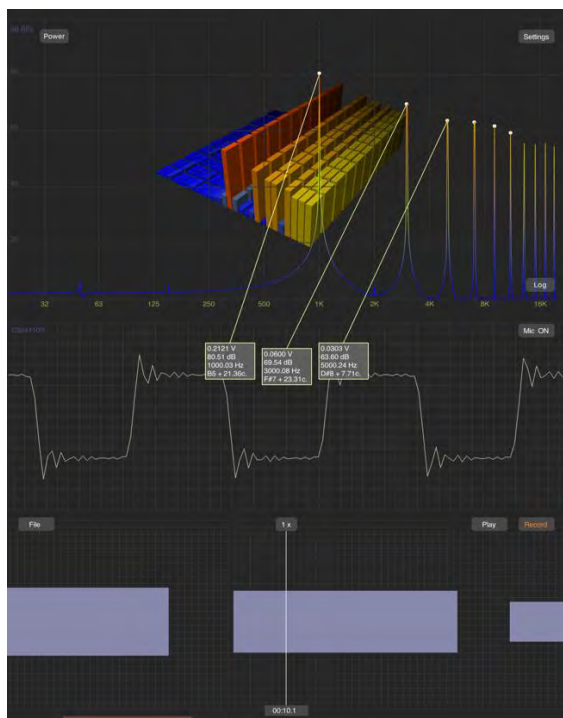 Power
Settings
Log
32
63
125
250
500
1K
2K
4K
8K
16K
Mic ON
0.2121 V
80.51 dB
1000.03 Hz
B5 + 21.36c.
0.0600 V
69.54 dB
3000.08 Hz
F#7 + 23.31c.
0.0303 V
63.60 dB
5000.24 Hz
D#8 + 7.71c.
File
1 x
Play
Record
00:10.1